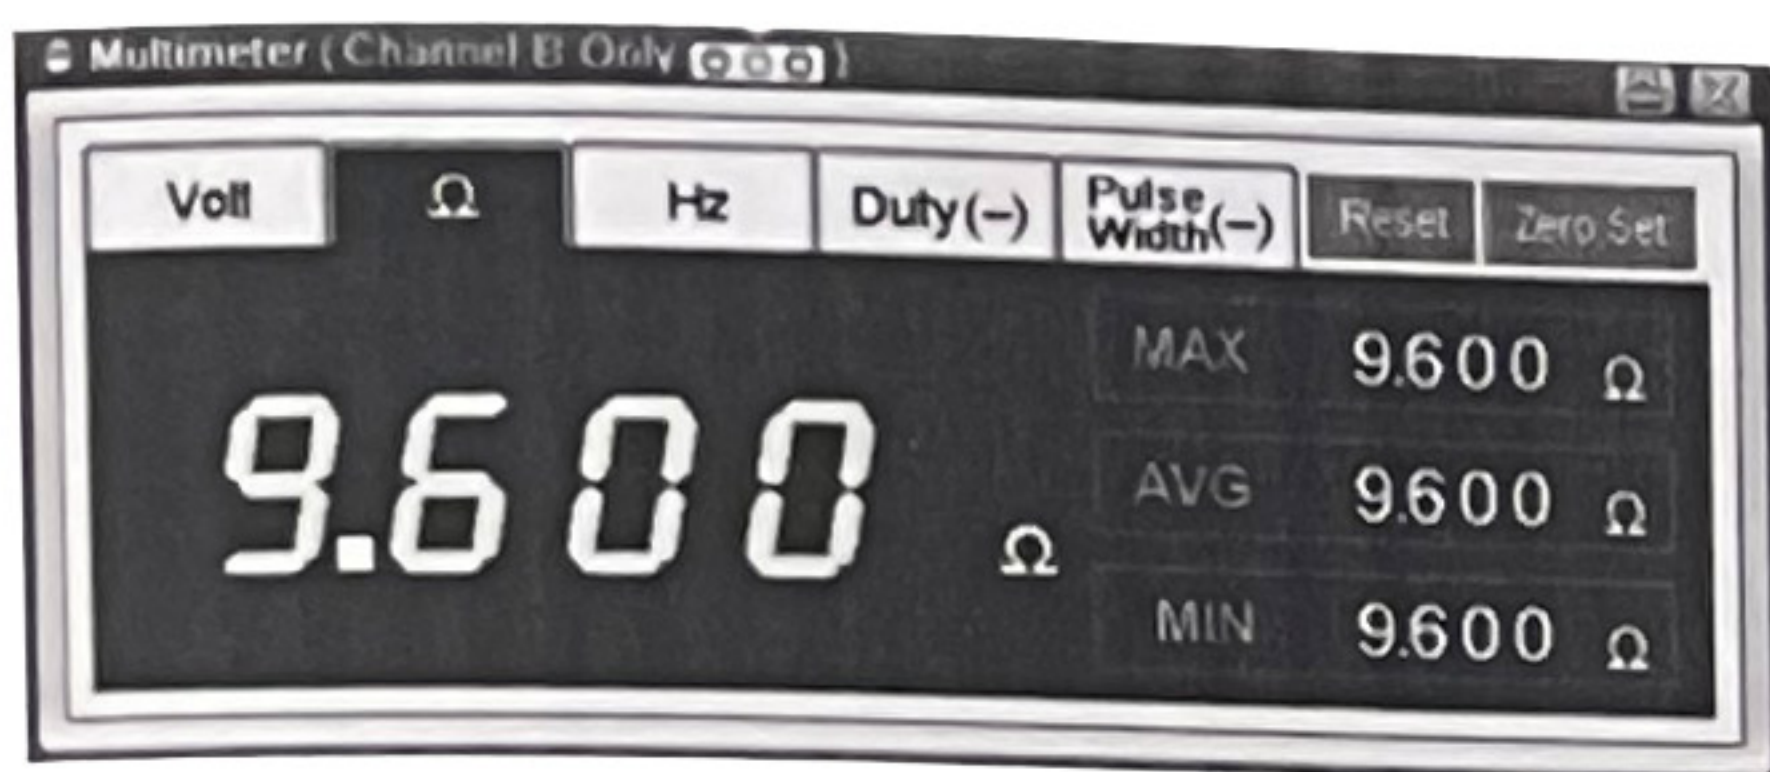 Multimeter (Channel B Only)
Volt Ω Hz Duty(-) Pulse Width(-) Reset Zero Set
MAX 9.600 Ω
9.600 Ω
AVG 9.600 Ω
MIN 9.600 Ω